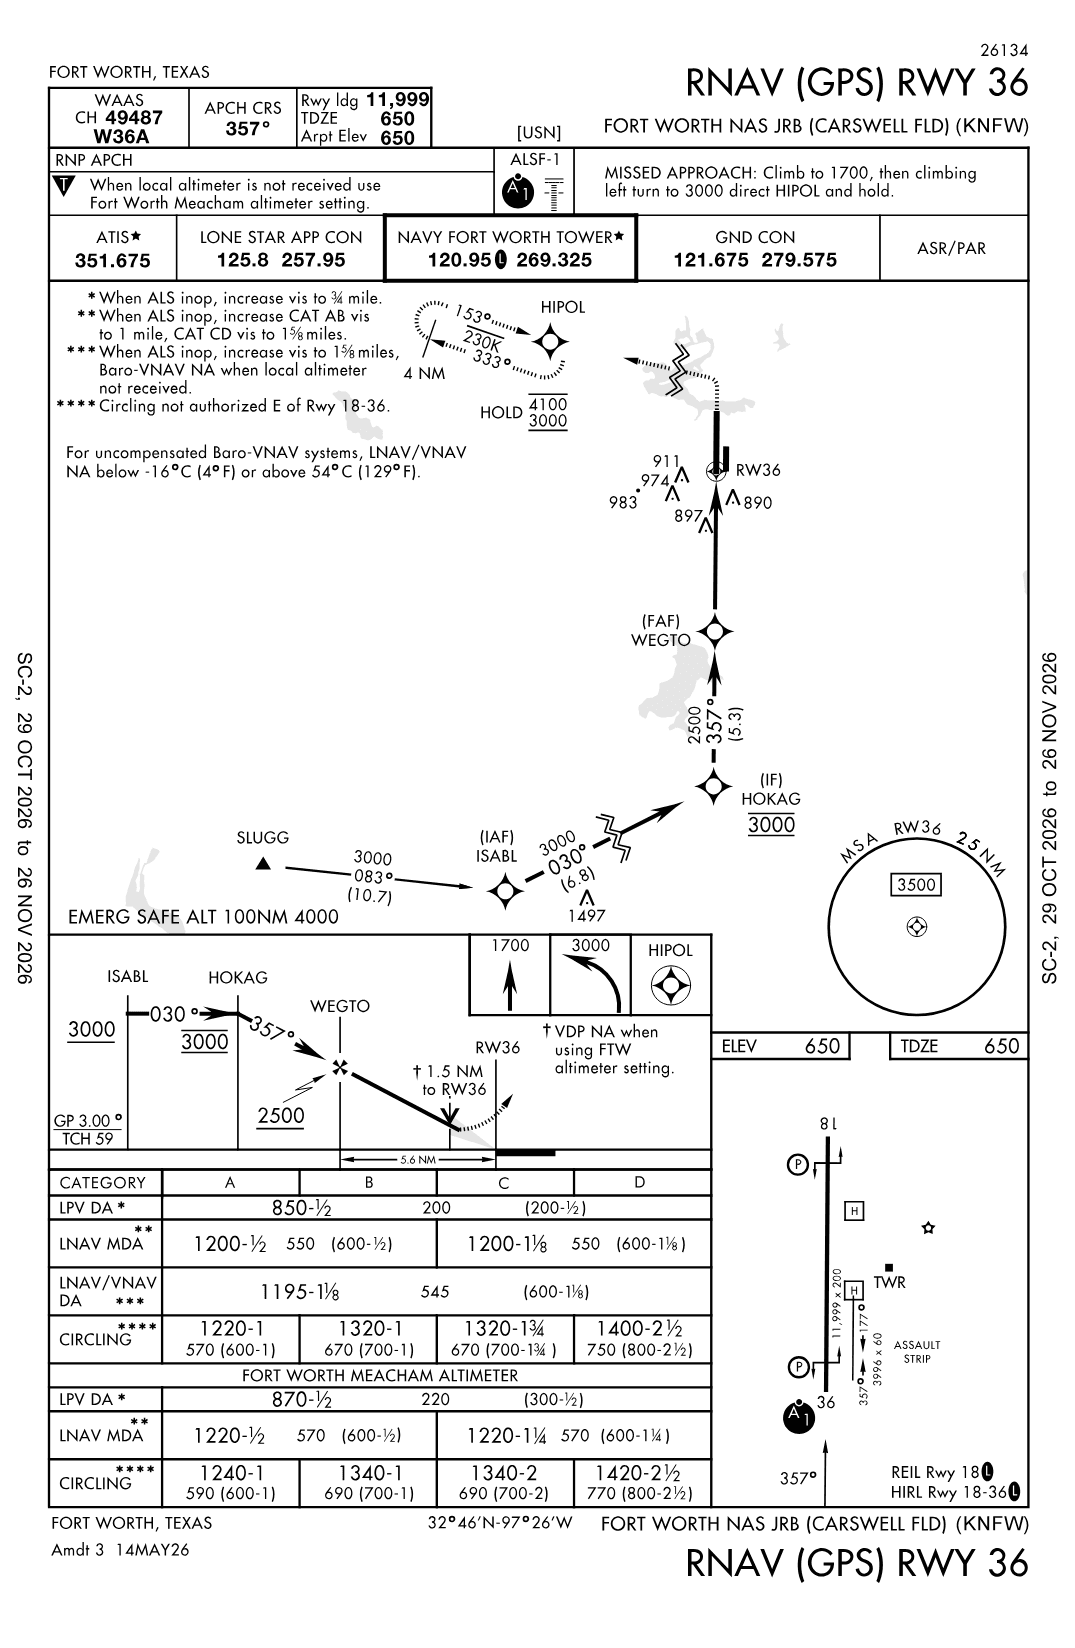 26134
FORT WORTH, TEXAS
RNAV (GPS) RWY 36
FORT WORTH NAS JRB (CARSWELL FLD) (KNFW)
WAAS
CH 49487
W36A
APCH CRS
357°
Rwy ldg 11,999
TDZE 650
Arpt Elev 650
[USN]
RNP APCH
T When local altimeter is not received use
Fort Worth Meacham altimeter setting.
ALSF-1
A1
MISSED APPROACH: Climb to 1700, then climbing
left turn to 3000 direct HIPOL and hold.
ATIS★
351.675
LONE STAR APP CON
125.8 257.95
NAVY FORT WORTH TOWER★
120.95 L 269.325
GND CON
121.675 279.575
ASR/PAR
* When ALS inop, increase vis to ¾ mile.
** When ALS inop, increase CAT AB vis
to 1 mile, CAT CD vis to 1⅝ miles.
*** When ALS inop, increase vis to 1⅝ miles,
Baro-VNAV NA when local altimeter
not received.
**** Circling not authorized E of Rwy 18-36.
For uncompensated Baro-VNAV systems, LNAV/VNAV
NA below -16°C (4°F) or above 54°C (129°F).
HIPOL
153°
230K
333°
4 NM
HOLD 4100
3000
911
974
983
897
890
RW36
(FAF)
WEGTO
2500
357°
(5.3)
(IF)
HOKAG
3000
SLUGG
3000
083°
(10.7)
(IAF)
ISABL
3000
030°
(6.8)
1497
MSA RW36 25 NM
3500
EMERG SAFE ALT 100NM 4000
ISABL
HOKAG
WEGTO
RW36
3000
030°
3000
357°
2500
† 1.5 NM
to RW36
GP 3.00°
TCH 59
5.6 NM
1700
3000
HIPOL
† VDP NA when
using FTW
altimeter setting.
ELEV 650
TDZE 650
CATEGORY A B C D
LPV DA * 850-½ 200 (200-½)
LNAV MDA ** 1200-½ 550 (600-½) 1200-1⅛ 550 (600-1⅛)
LNAV/VNAV
DA *** 1195-1⅛ 545 (600-1⅛)
CIRCLING **** 1220-1 1320-1 1320-1¾ 1400-2½
570 (600-1) 670 (700-1) 670 (700-1¾) 750 (800-2½)
FORT WORTH MEACHAM ALTIMETER
LPV DA * 870-½ 220 (300-½)
LNAV MDA ** 1220-½ 570 (600-½) 1220-1¼ 570 (600-1¼)
CIRCLING **** 1240-1 1340-1 1340-2 1420-2½
590 (600-1) 690 (700-1) 690 (700-2) 770 (800-2½)
18
P
H
TWR
H
11,999 x 200
177°
357°
3996 x 60
ASSAULT
STRIP
P
36
A1
357°
REIL Rwy 18 L
HIRL Rwy 18-36 L
FORT WORTH, TEXAS
32°46'N-97°26'W
FORT WORTH NAS JRB (CARSWELL FLD) (KNFW)
Amdt 3 14MAY26
RNAV (GPS) RWY 36
SC-2, 29 OCT 2026 to 26 NOV 2026
SC-2, 29 OCT 2026 to 26 NOV 2026